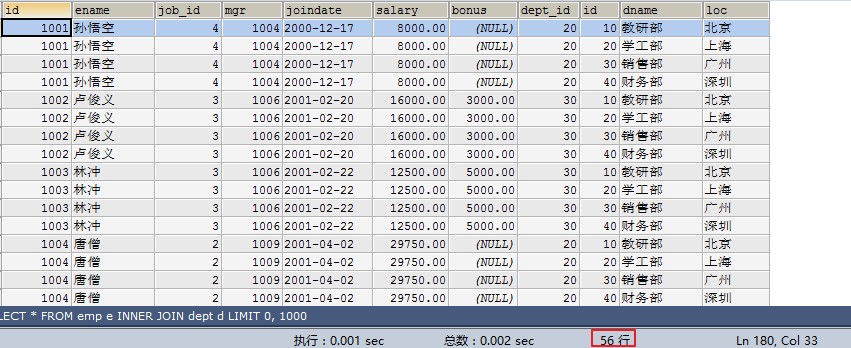 id ename job_id mgr joindate salary bonus dept_id id dname loc
1001 孙悟空 4 1004 2000-12-17 8000.00 (NULL) 20 10 教研部 北京
1001 孙悟空 4 1004 2000-12-17 8000.00 (NULL) 20 20 学工部 上海
1001 孙悟空 4 1004 2000-12-17 8000.00 (NULL) 20 30 销售部 广州
1001 孙悟空 4 1004 2000-12-17 8000.00 (NULL) 20 40 财务部 深圳
1002 卢俊义 3 1006 2001-02-20 16000.00 3000.00 30 10 教研部 北京
1002 卢俊义 3 1006 2001-02-20 16000.00 3000.00 30 20 学工部 上海
1002 卢俊义 3 1006 2001-02-20 16000.00 3000.00 30 30 销售部 广州
1002 卢俊义 3 1006 2001-02-20 16000.00 3000.00 30 40 财务部 深圳
1003 林冲 3 1006 2001-02-22 12500.00 5000.00 30 10 教研部 北京
1003 林冲 3 1006 2001-02-22 12500.00 5000.00 30 20 学工部 上海
1003 林冲 3 1006 2001-02-22 12500.00 5000.00 30 30 销售部 广州
1003 林冲 3 1006 2001-02-22 12500.00 5000.00 30 40 财务部 深圳
1004 唐僧 2 1009 2001-04-02 29750.00 (NULL) 20 10 教研部 北京
1004 唐僧 2 1009 2001-04-02 29750.00 (NULL) 20 20 学工部 上海
1004 唐僧 2 1009 2001-04-02 29750.00 (NULL) 20 30 销售部 广州
1004 唐僧 2 1009 2001-04-02 29750.00 (NULL) 20 40 财务部 深圳
LECT * FROM emp e INNER JOIN dept d LIMIT 0, 1000
执行：0.001 sec 总数：0.002 sec 56 行 Ln 180, Col 33